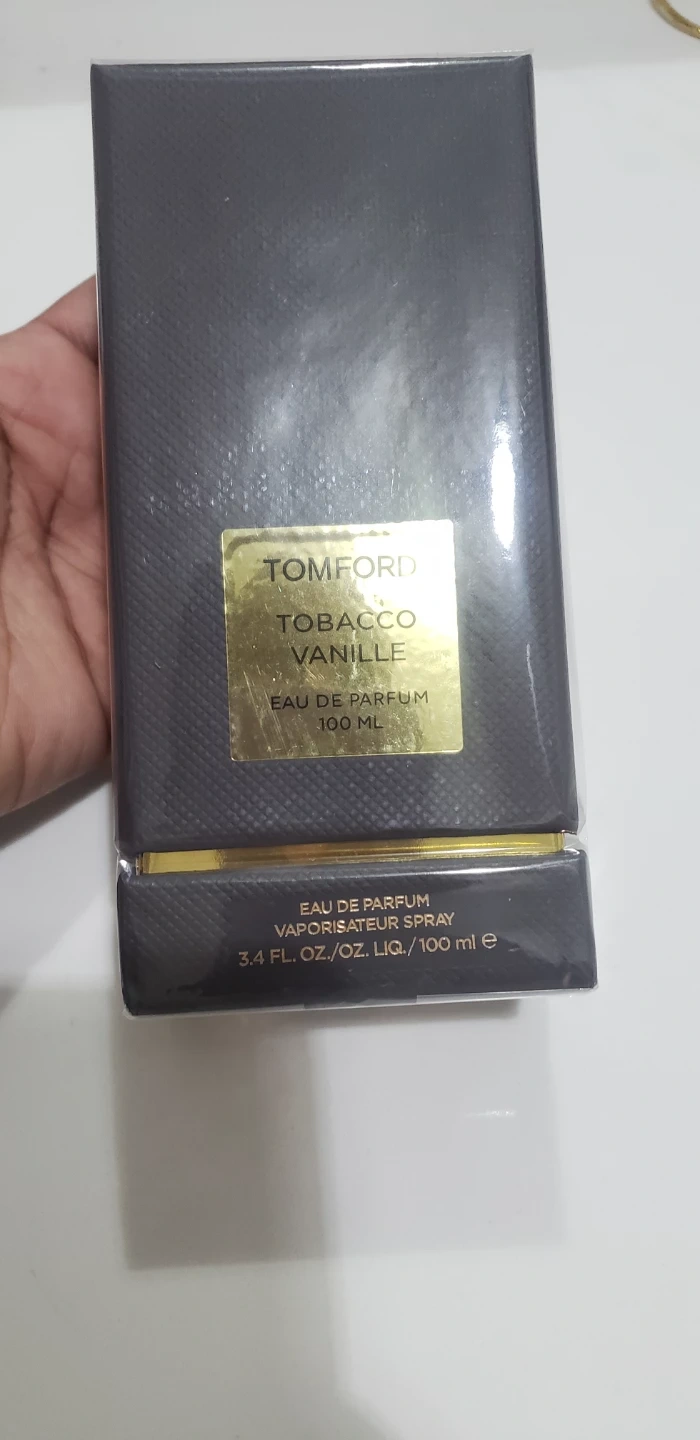 TOMFORD
TOBACCO
VANILLE
EAU DE PARFUM
100 ML
EAU DE PARFUM
VAPORISATEUR SPRAY
3.4 FL. OZ./OZ. LIQ./100 ml e